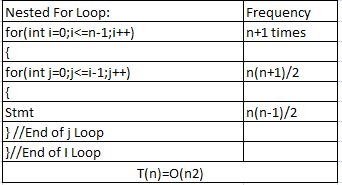 Nested For Loop: Frequency
for(int i=0;i<=n-1;i++) n+1 times
{
for(int j=0;j<=i-1;j++) n(n+1)/2
{
Stmt n(n-1)/2
} //End of j Loop
}//End of I Loop
T(n)=O(n2)